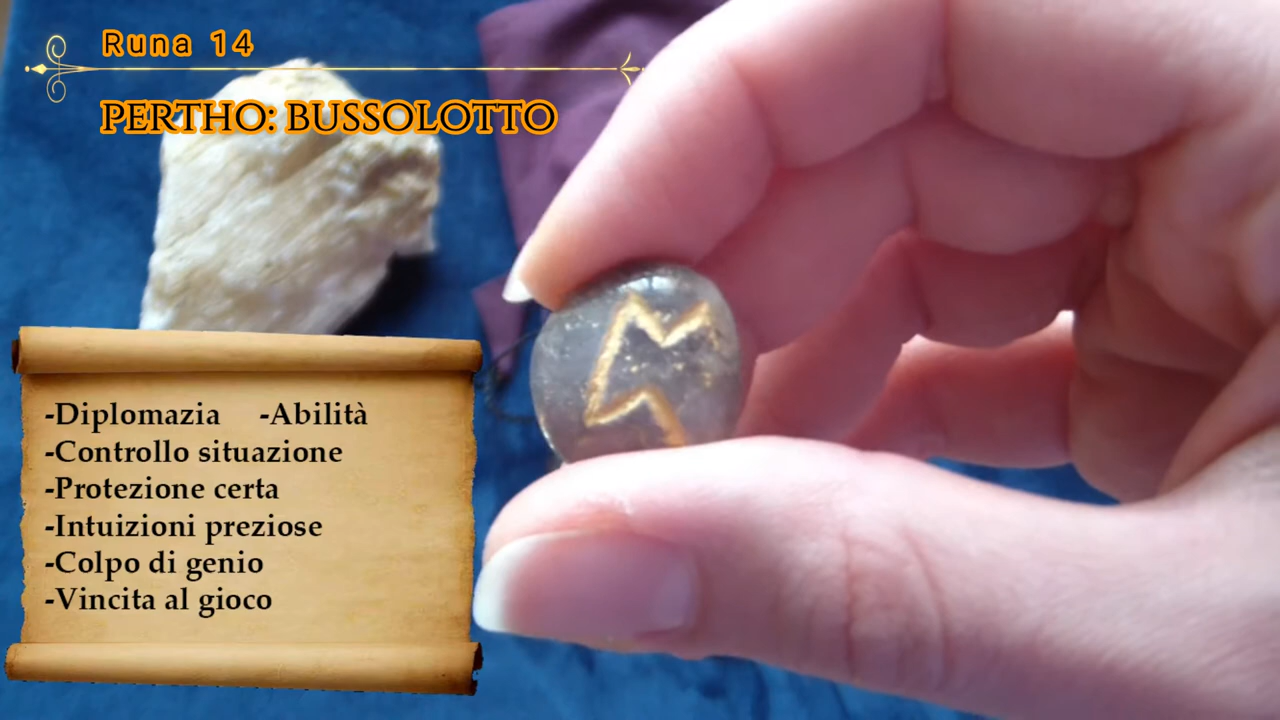 Runa 14
PERTHO: BUSSOLOTTO
-Diplomazia -Abilità
-Controllo situazione
-Protezione certa
-Intuizioni preziose
-Colpo di genio
-Vincita al gioco